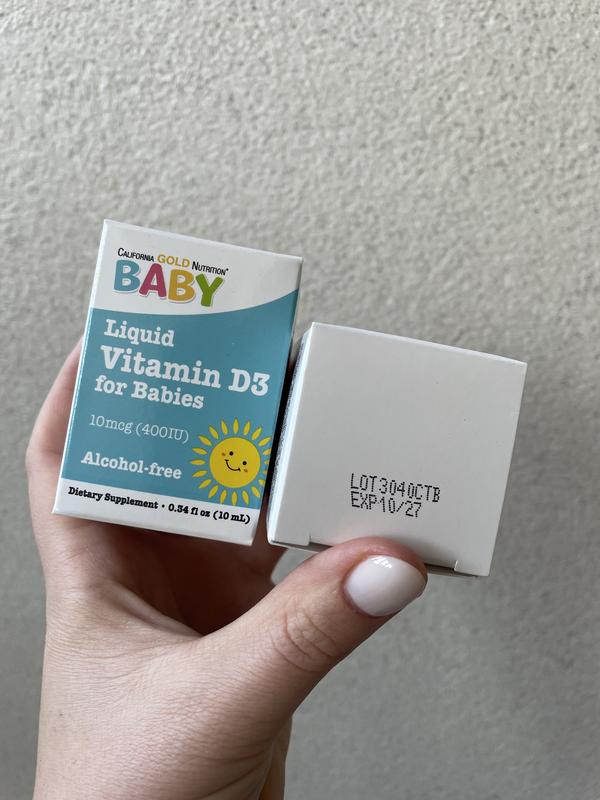 CALIFORNIA GOLD NUTRITION®
BABY
Liquid
Vitamin D3
for Babies
10mcg (400IU)
Alcohol-free
Dietary Supplement • 0.34 fl oz (10 mL)
LOT3040CTB
EXP10/27